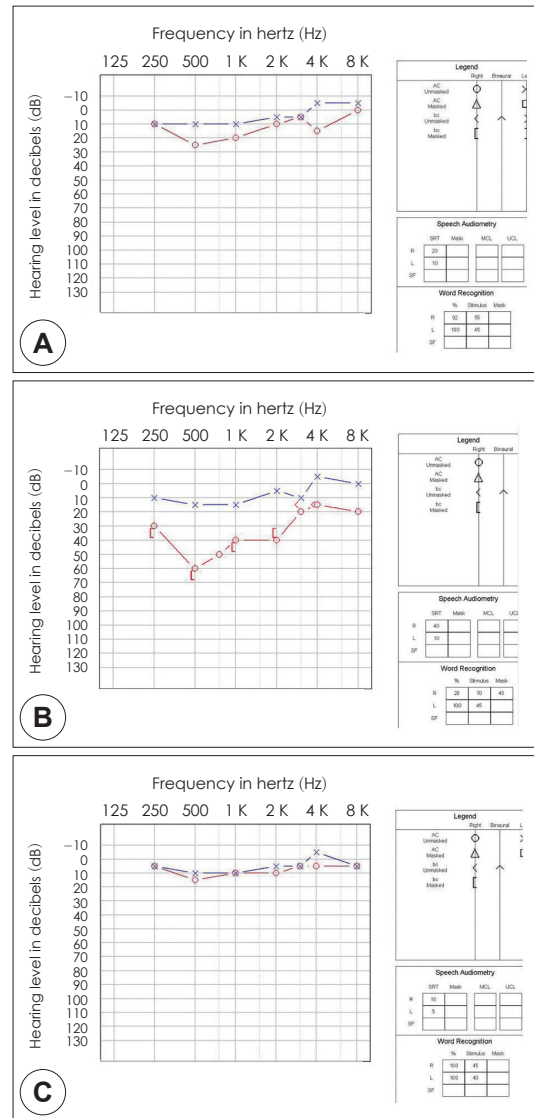 Frequency in hertz (Hz)
125 250 500 1 K 2 K 4 K 8 K
Hearing level in decibels (dB)
−10
0
10
20
30
40
50
60
70
80
90
100
110
120
130
Legend
Right Binaural
AC
Unmasked
AC
Masked
bc
Unmasked
bc
Masked
Speech Audiometry
SRT Mask MCL UCL
R 20
L 10
SF
Word Recognition
% Stimulus Mask
R 92 55
L 100 45
SF
A
Frequency in hertz (Hz)
125 250 500 1 K 2 K 4 K 8 K
Hearing level in decibels (dB)
−10
0
10
20
30
40
50
60
70
80
90
100
110
120
130
Legend
Right Binaural
AC
Unmasked
AC
Masked
bc
Unmasked
bc
Masked
Speech Audiometry
SRT Mask MCL
R 40
L 10
SF
Word Recognition
% Stimulus Mask
R 28 70 45
L 100 45
SF
B
Frequency in hertz (Hz)
125 250 500 1 K 2 K 4 K 8 K
Hearing level in decibels (dB)
−10
0
10
20
30
40
50
60
70
80
90
100
110
120
130
Legend
Right Binaural
AC
Unmasked
AC
Masked
bc
Unmasked
bc
Masked
Speech Audiometry
SRT Mask MCL UCL
R 10
L 5
SF
Word Recognition
% Stimulus Mask
R 100 45
L 100 40
SF
C